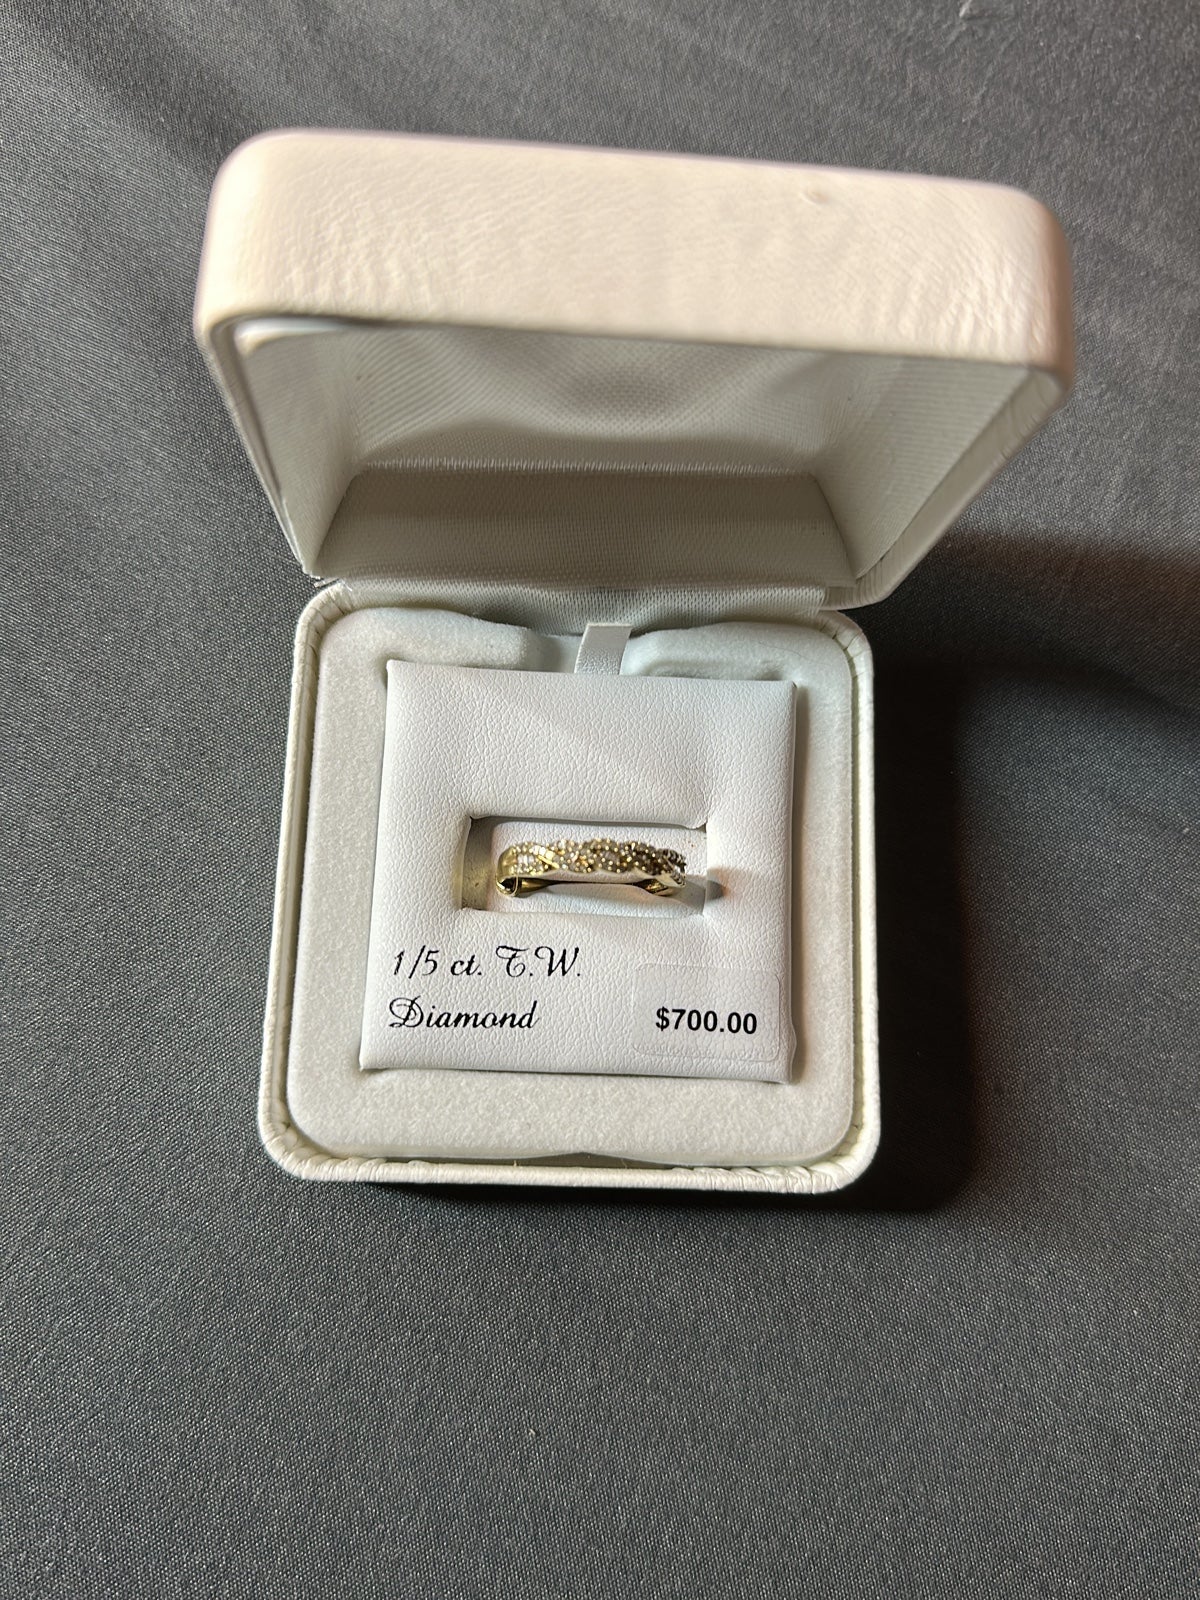 1/5 ct. T.W.
Diamond
$700.00